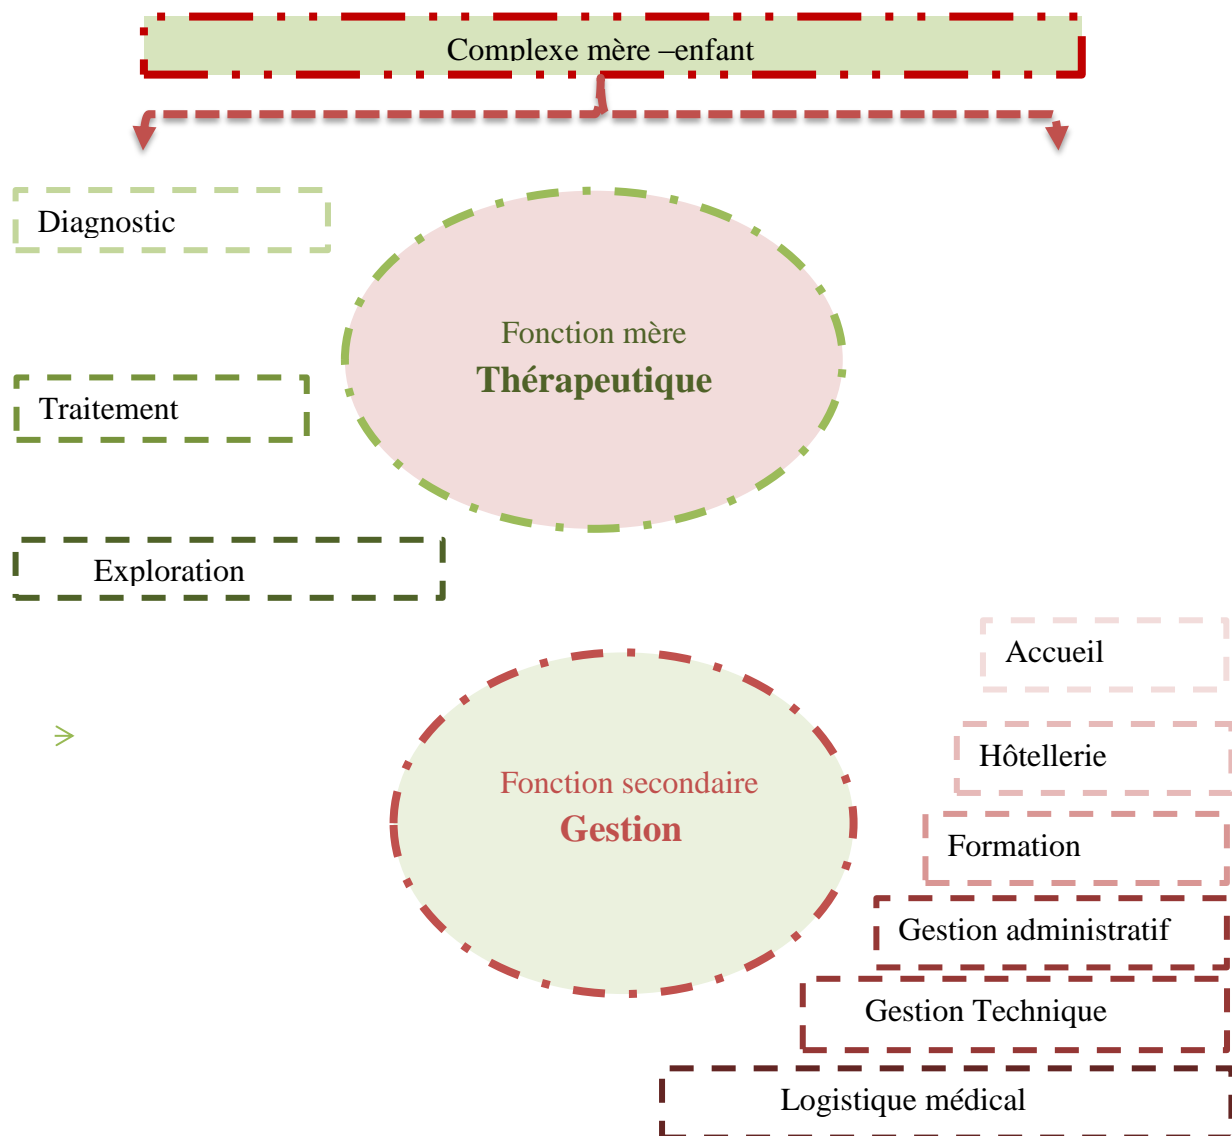 Complexe mère –enfant
Diagnostic
Fonction mère
Thérapeutique
Traitement
Exploration
Accueil
Hôtellerie
Fonction secondaire
Gestion
Formation
Gestion administratif
Gestion Technique
Logistique médical